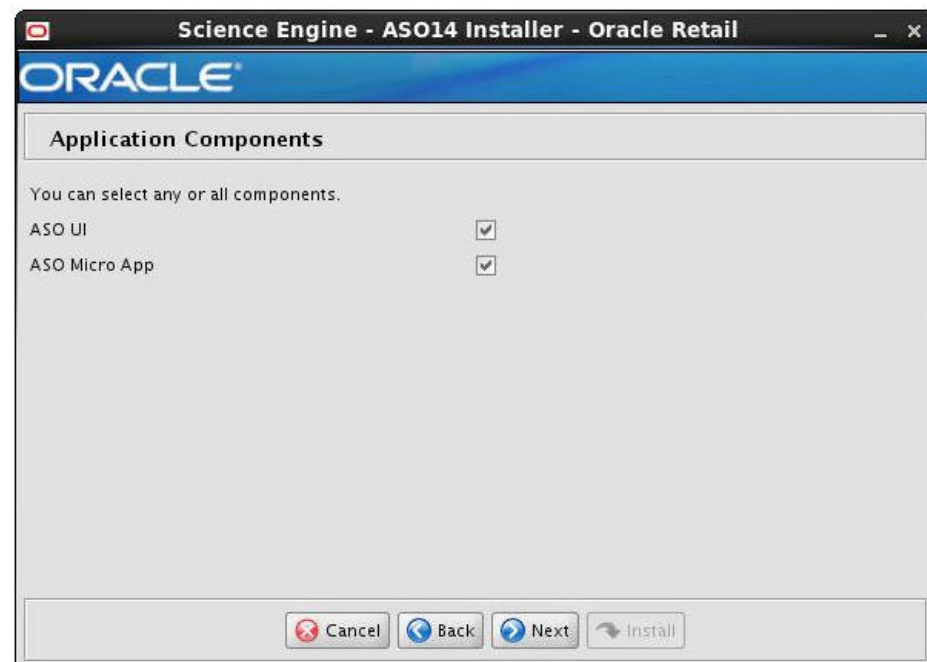 Science Engine - ASO14 Installer - Oracle Retail
ORACLE®
Application Components
You can select any or all components.
ASO UI
ASO Micro App
Cancel Back Next Install